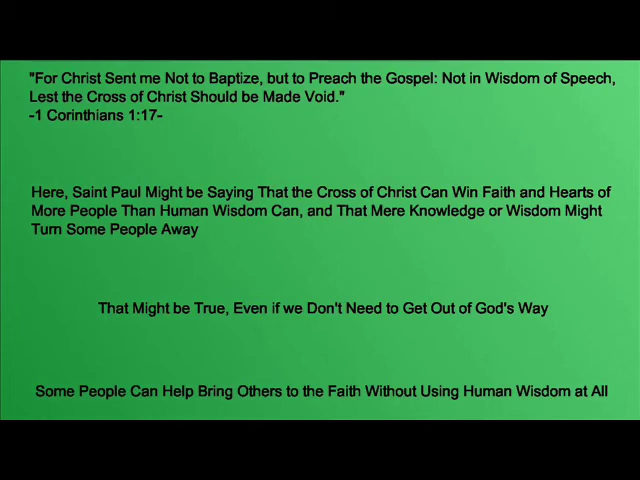 "For Christ Sent me Not to Baptize, but to Preach the Gospel: Not in Wisdom of Speech,
Lest the Cross of Christ Should be Made Void."
-1 Corinthians 1:17-
Here, Saint Paul Might be Saying That the Cross of Christ Can Win Faith and Hearts of
More People Than Human Wisdom Can, and That Mere Knowledge or Wisdom Might
Turn Some People Away
That Might be True, Even if we Don't Need to Get Out of God's Way
Some People Can Help Bring Others to the Faith Without Using Human Wisdom at All